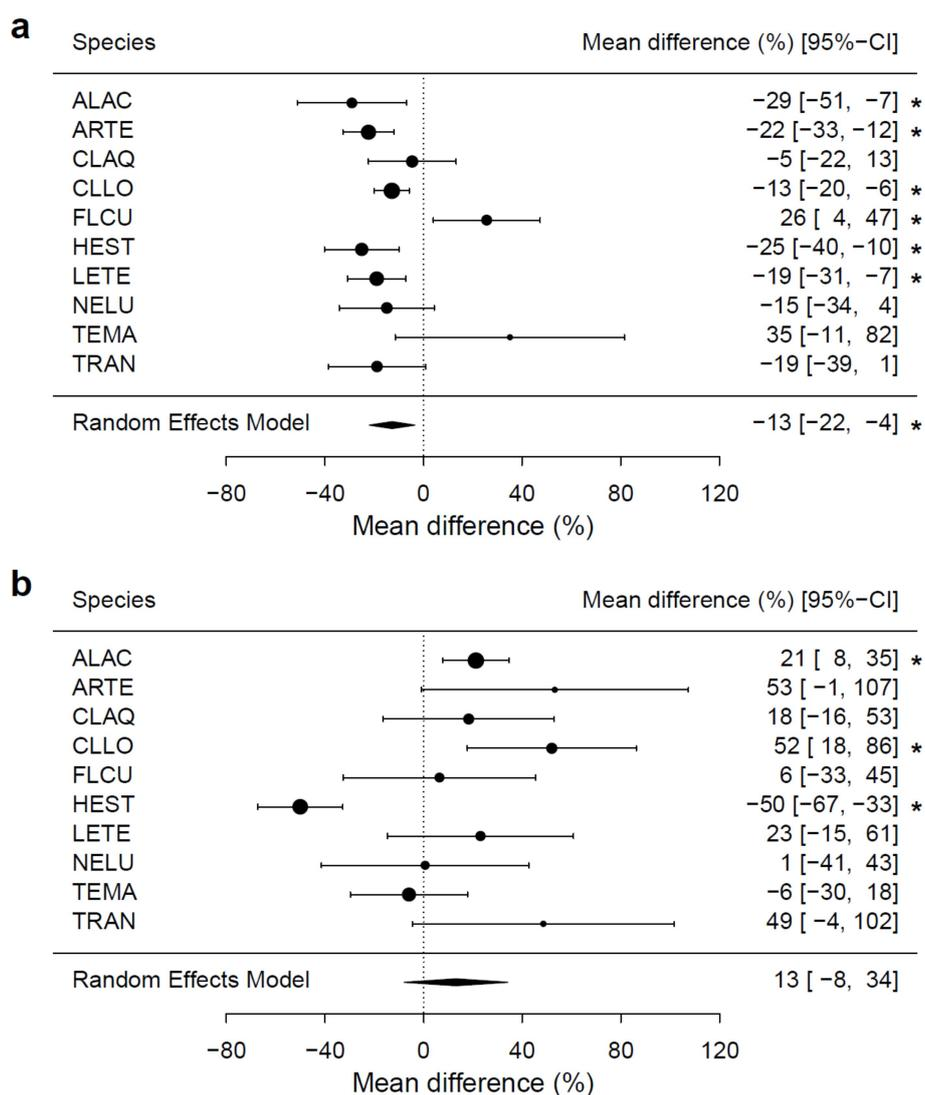 a
Species Mean difference (%) [95%−CI]
ALAC −29 [−51, −7] *
ARTE −22 [−33, −12] *
CLAQ −5 [−22, 13]
CLLO −13 [−20, −6] *
FLCU 26 [ 4, 47] *
HEST −25 [−40, −10] *
LETE −19 [−31, −7] *
NELU −15 [−34, 4]
TEMA 35 [−11, 82]
TRAN −19 [−39, 1]
Random Effects Model −13 [−22, −4] *
−80 −40 0 40 80 120
Mean difference (%)
b
Species Mean difference (%) [95%−CI]
ALAC 21 [ 8, 35] *
ARTE 53 [ −1, 107]
CLAQ 18 [−16, 53]
CLLO 52 [ 18, 86] *
FLCU 6 [−33, 45]
HEST −50 [−67, −33] *
LETE 23 [−15, 61]
NELU 1 [−41, 43]
TEMA −6 [−30, 18]
TRAN 49 [ −4, 102]
Random Effects Model 13 [ −8, 34]
−80 −40 0 40 80 120
Mean difference (%)